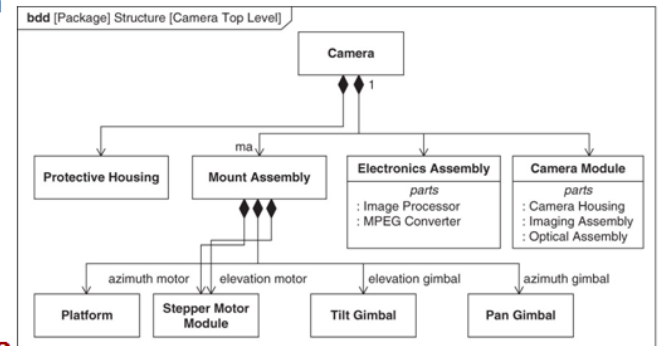 bdd [Package] Structure [Camera Top Level]
Camera
1
ma
Protective Housing
Mount Assembly
Electronics Assembly
parts
: Image Processor
: MPEG Converter
Camera Module
parts
: Camera Housing
: Imaging Assembly
: Optical Assembly
azimuth motor
elevation motor
elevation gimbal
azimuth gimbal
Platform
Stepper Motor
Module
Tilt Gimbal
Pan Gimbal